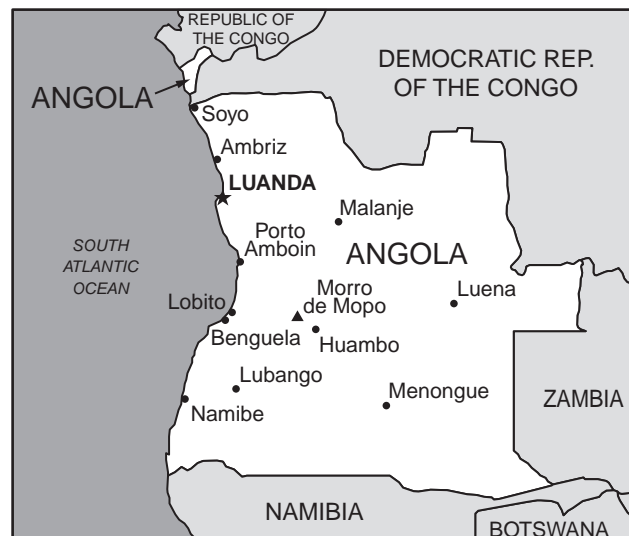 REPUBLIC OF
THE CONGO
DEMOCRATIC REP.
OF THE CONGO
ANGOLA
Soyo
Ambriz
LUANDA
Malanje
Porto
Amboin
ANGOLA
SOUTH
ATLANTIC
OCEAN
Morro
de Mopo
Luena
Lobito
Benguela
Huambo
Lubango
Menongue
Namibe
ZAMBIA
NAMIBIA
BOTSWANA